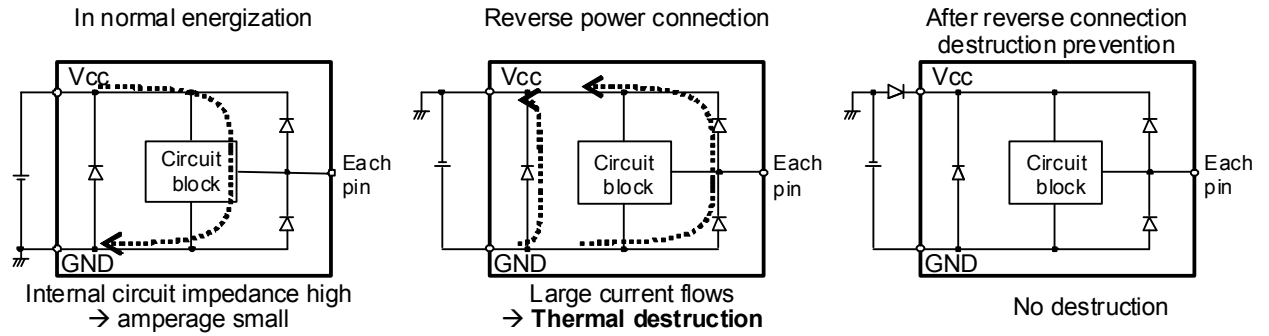 In normal energization
Vcc
Circuit
block
Each
pin
GND
Internal circuit impedance high
→ amperage small
Reverse power connection
Vcc
Circuit
block
Each
pin
GND
Large current flows
→ Thermal destruction
After reverse connection
destruction prevention
Vcc
Circuit
block
Each
pin
GND
No destruction